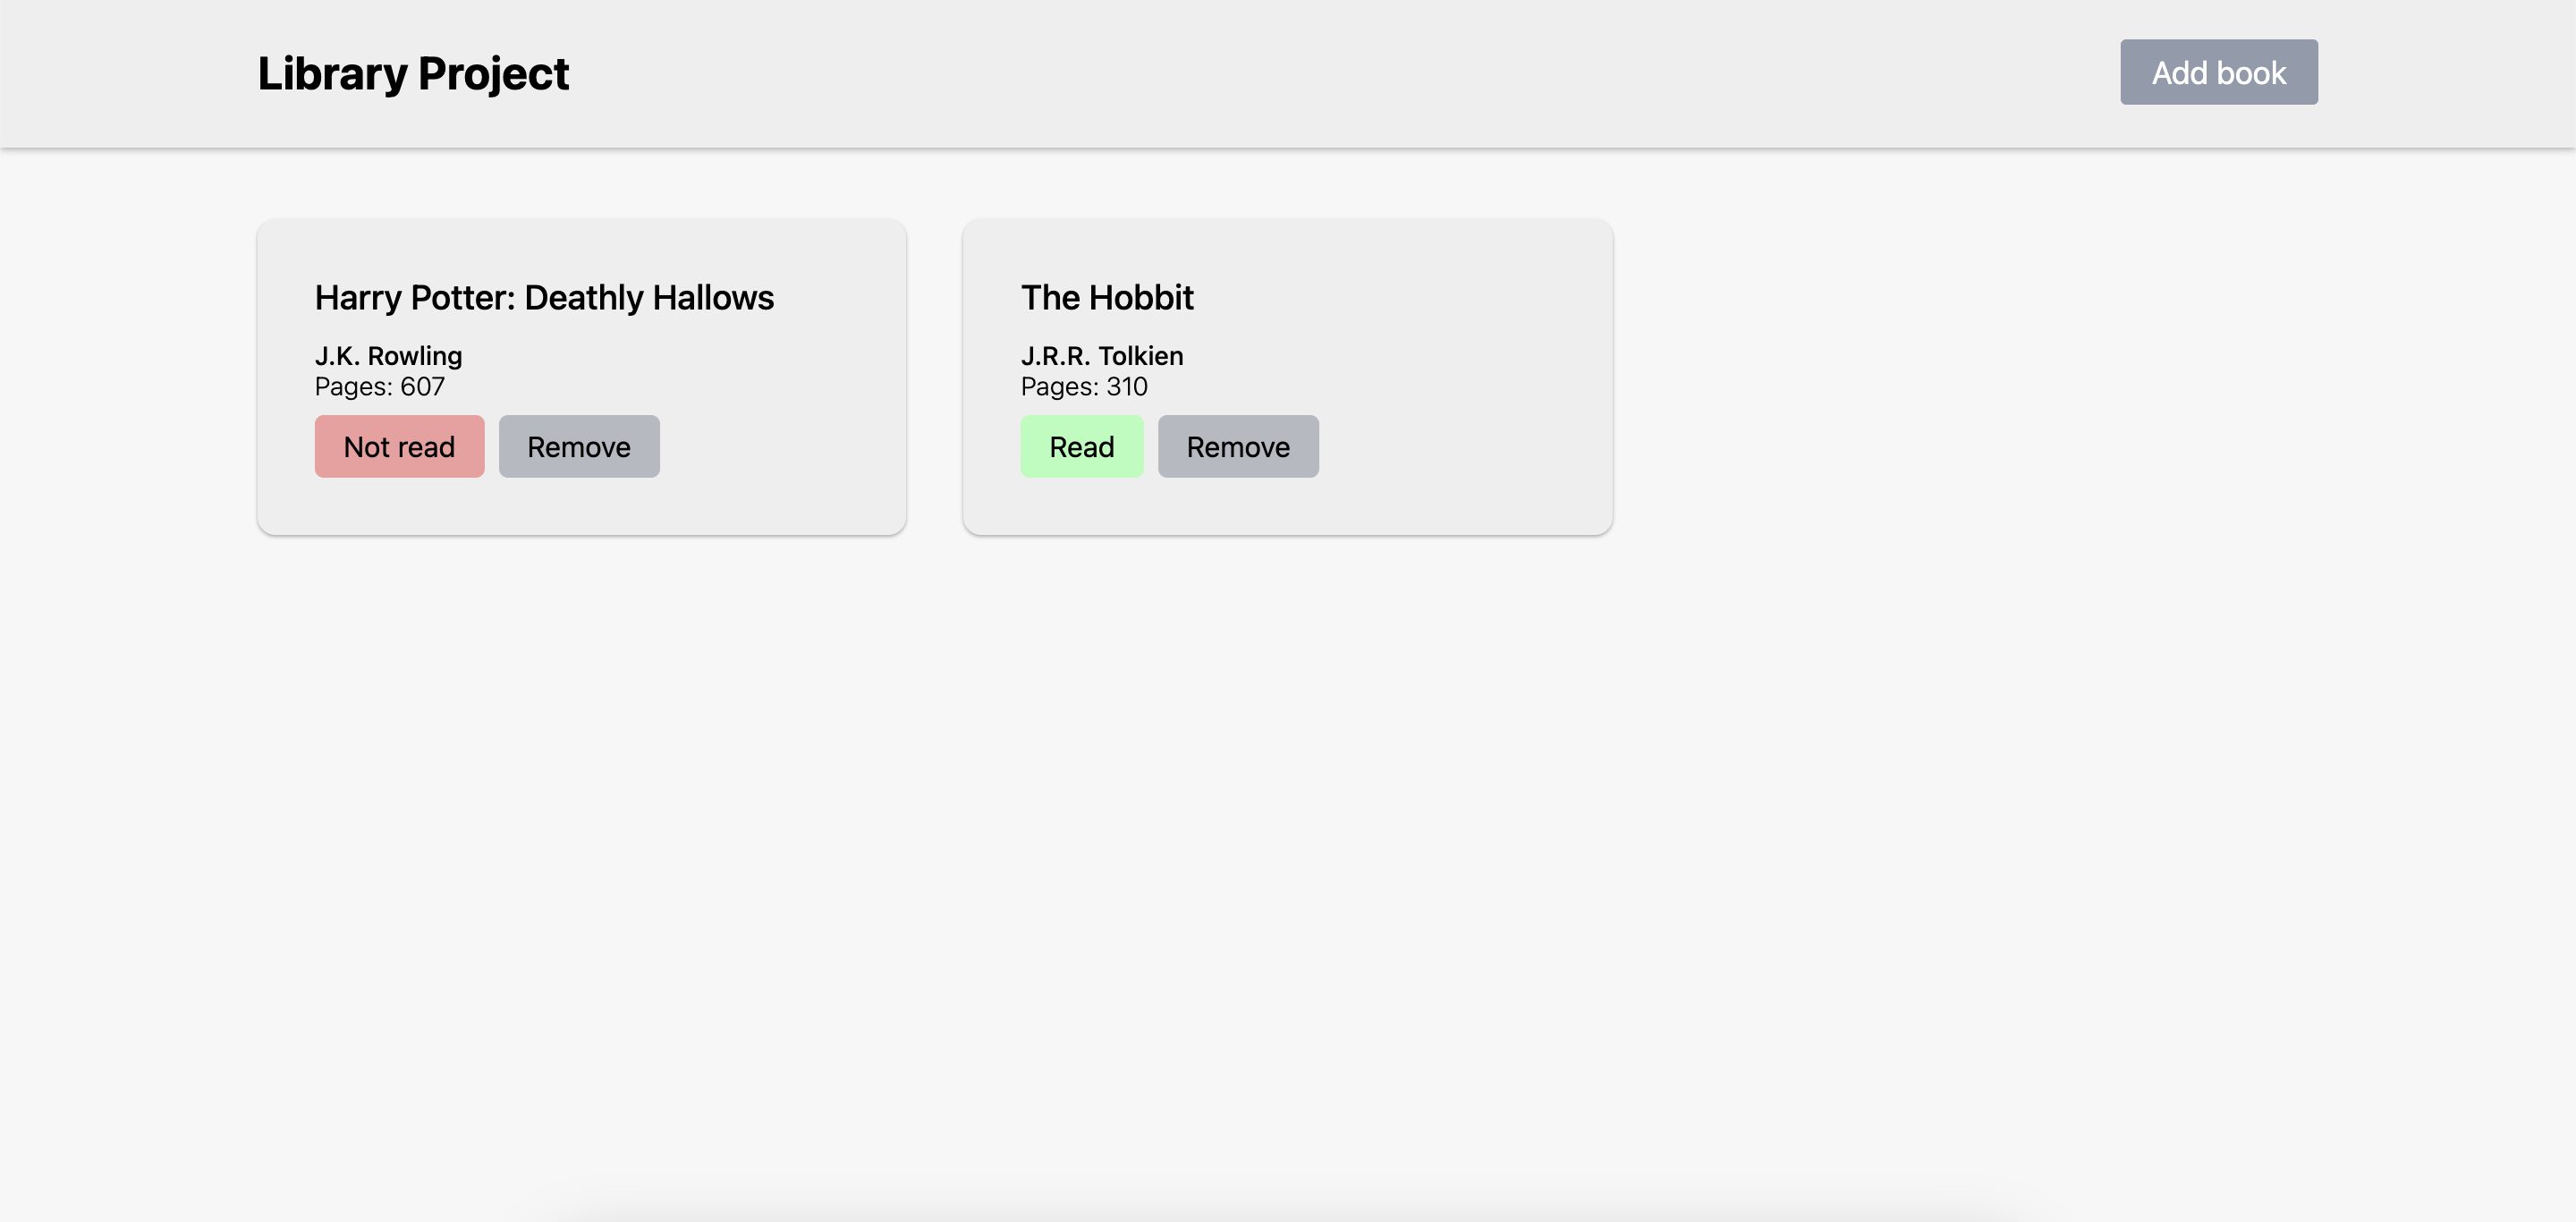 Library Project
Add book
Harry Potter: Deathly Hallows
J.K. Rowling
Pages: 607
Not read
Remove
The Hobbit
J.R.R. Tolkien
Pages: 310
Read
Remove